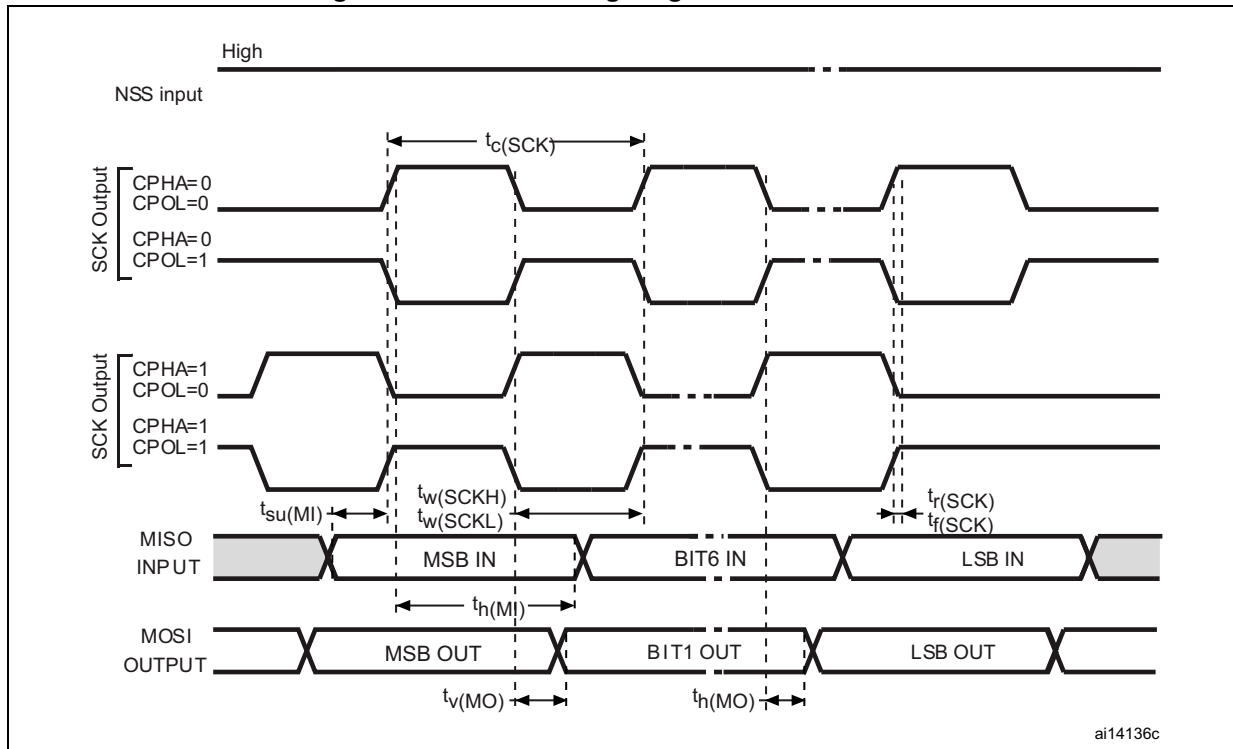 High
NSS input
tc(SCK)
SCK Output
CPHA=0
CPOL=0
CPHA=0
CPOL=1
SCK Output
CPHA=1
CPOL=0
CPHA=1
CPOL=1
tsu(MI)
tw(SCKH)
tw(SCKL)
tr(SCK)
tf(SCK)
MISO
INPUT
MSB IN
BIT6 IN
LSB IN
th(MI)
MOSI
OUTPUT
MSB OUT
BIT1 OUT
LSB OUT
tv(MO)
th(MO)
ai14136c